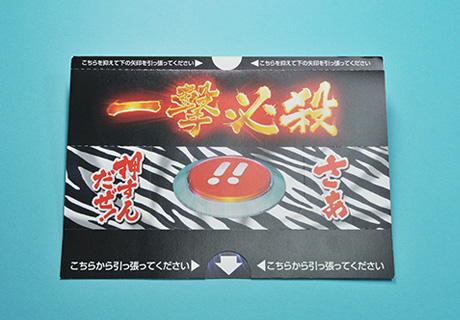 こちらを抑えて下の矢印を引っ張ってください▶ ◀こちらを抑えて下の矢印を引っ張ってください
一撃必殺
さあ
押すん
だぜ!
!!
こちらから引っ張ってください▶ ◀こちらから引っ張ってください